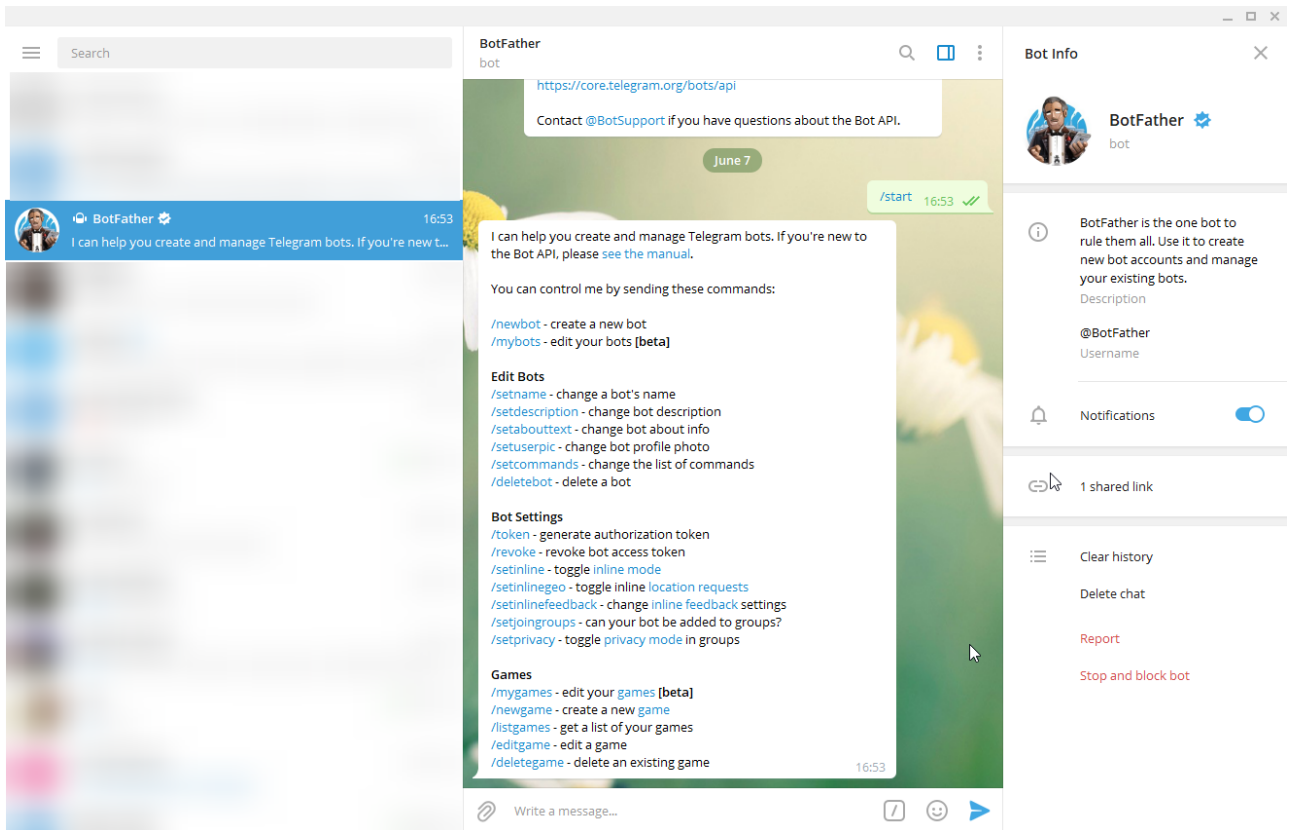 Search
BotFather
16:53
I can help you create and manage Telegram bots. If you're new t...
BotFather
bot
https://core.telegram.org/bots/api
Contact @BotSupport if you have questions about the Bot API.
June 7
/start 16:53
I can help you create and manage Telegram bots. If you're new to
the Bot API, please see the manual.
You can control me by sending these commands:
/newbot - create a new bot
/mybots - edit your bots [beta]
Edit Bots
/setname - change a bot's name
/setdescription - change bot description
/setabouttext - change bot about info
/setuserpic - change bot profile photo
/setcommands - change the list of commands
/deletebot - delete a bot
Bot Settings
/token - generate authorization token
/revoke - revoke bot access token
/setinline - toggle inline mode
/setinlinegeo - toggle inline location requests
/setinlinefeedback - change inline feedback settings
/setjoingroups - can your bot be added to groups?
/setprivacy - toggle privacy mode in groups
Games
/mygames - edit your games [beta]
/newgame - create a new game
/listgames - get a list of your games
/editgame - edit a game
/deletegame - delete an existing game
16:53
Write a message...
Bot Info
BotFather
bot
BotFather is the one bot to
rule them all. Use it to create
new bot accounts and manage
your existing bots.
Description
@BotFather
Username
Notifications
1 shared link
Clear history
Delete chat
Report
Stop and block bot